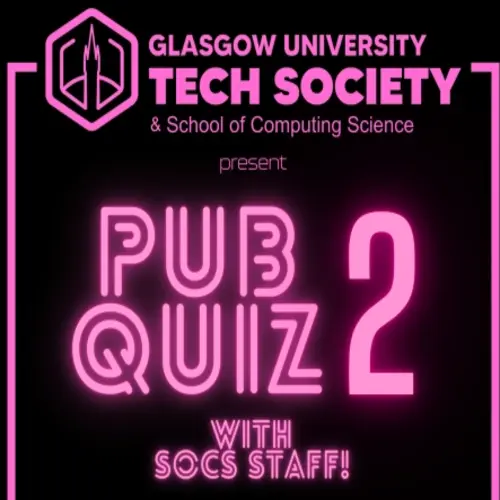 GLASGOW UNIVERSITY
TECH SOCIETY
& School of Computing Science
present
PUB
QUIZ 2
WITH
SOCS STAFF!